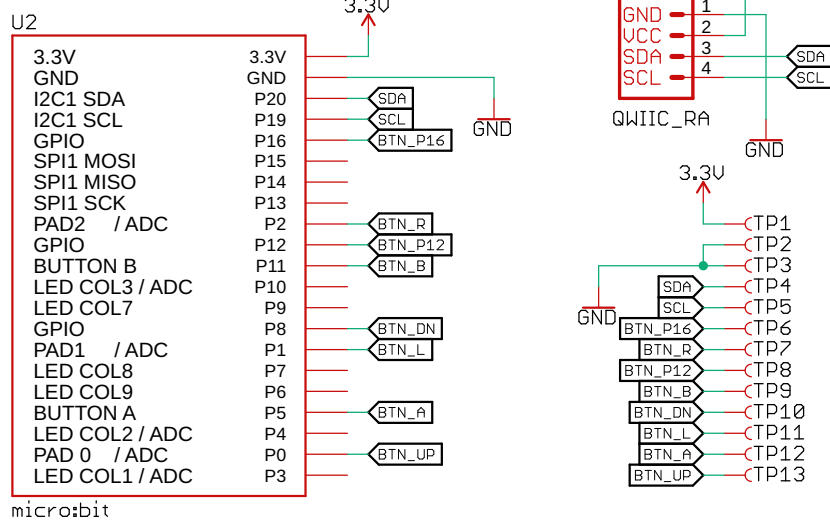 3.3V
U2
3.3V 3.3V
GND GND
I2C1 SDA P20 SDA
I2C1 SCL P19 SCL
GPIO P16 BTN_P16
SPI1 MOSI P15
SPI1 MISO P14
SPI1 SCK P13
PAD2 / ADC P2 BTN_R
GPIO P12 BTN_P12
BUTTON B P11 BTN_B
LED COL3 / ADC P10
LED COL7 P9
GPIO P8 BTN_DN
PAD1 / ADC P1 BTN_L
LED COL8 P7
LED COL9 P6
BUTTON A P5 BTN_A
LED COL2 / ADC P4
PAD 0 / ADC P0 BTN_UP
LED COL1 / ADC P3
micro:bit
GND
GND 1
VCC 2
SDA 3 SDA
SCL 4 SCL
QWIIC_RA
GND
3.3V
TP1
TP2
TP3
GND
SDA TP4
SCL TP5
BTN_P16 TP6
BTN_R TP7
BTN_P12 TP8
BTN_B TP9
BTN_DN TP10
BTN_L TP11
BTN_A TP12
BTN_UP TP13